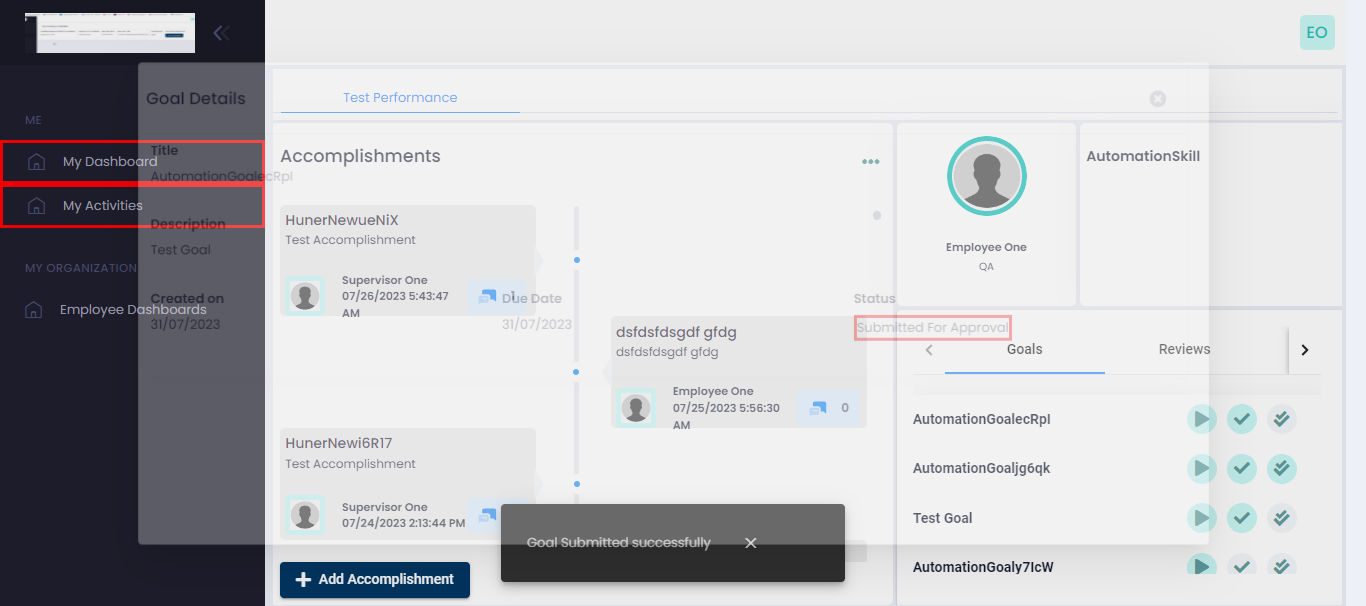 EO
ME
My Dashboard
My Activities
MY ORGANIZATION
Employee Dashboards
Goal Details
Title
AutomationGoalecRpI
Description
Test Goal
Created on
31/07/2023
Due Date
31/07/2023
Status
Submitted For Approval
Test Performance
Accomplishments
HunerNewueNiX
Test Accomplishment
Supervisor One
07/26/2023 5:43:47
AM
1
dsfdsfdsgdf gfdg
dsfdsfdsgdf gfdg
Employee One
07/25/2023 5:56:30
AM
0
HunerNewi6R17
Test Accomplishment
Supervisor One
07/24/2023 2:13:44 PM
Add Accomplishment
Goal Submitted successfully
Employee One
QA
AutomationSkill
Goals
Reviews
AutomationGoalecRpI
AutomationGoaljg6qk
Test Goal
AutomationGoaly7IcW